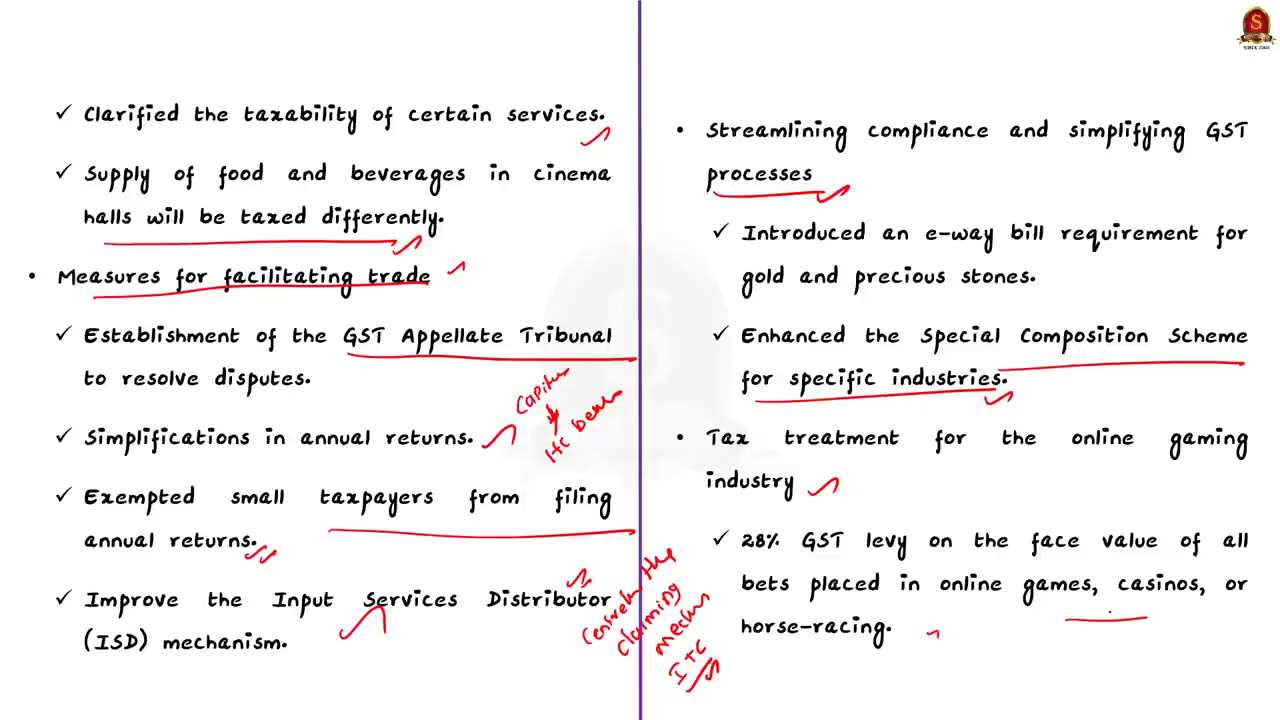 ✓ Clarified the taxability of certain services.
✓ Supply of food and beverages in cinema
halls will be taxed differently.
• Measures for facilitating trade
✓ Establishment of the GST Appellate Tribunal
to resolve disputes.
✓ Simplifications in annual returns.
✓ Exempted small taxpayers from filing
annual returns.
✓ Improve the Input Services Distributor
(ISD) mechanism.
HC
the
claiming
ITC
• Streamlining compliance and simplifying GST
processes
✓ Introduced an e-way bill requirement for
gold and precious stones.
✓ Enhanced the Special Composition Scheme
for specific industries.
• Tax treatment for the online gaming
industry
✓ 28% GST levy on the face value of all
bets placed in online games, casinos, or
horse-racing.
S
SINCE 2004